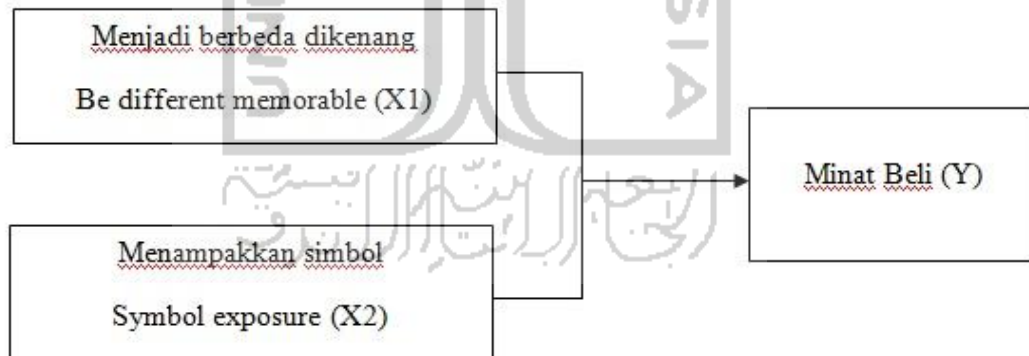 Menjadi berbeda dikenang
Be different memorable (X1)
Minat Beli (Y)
Menampakkan simbol
Symbol exposure (X2)